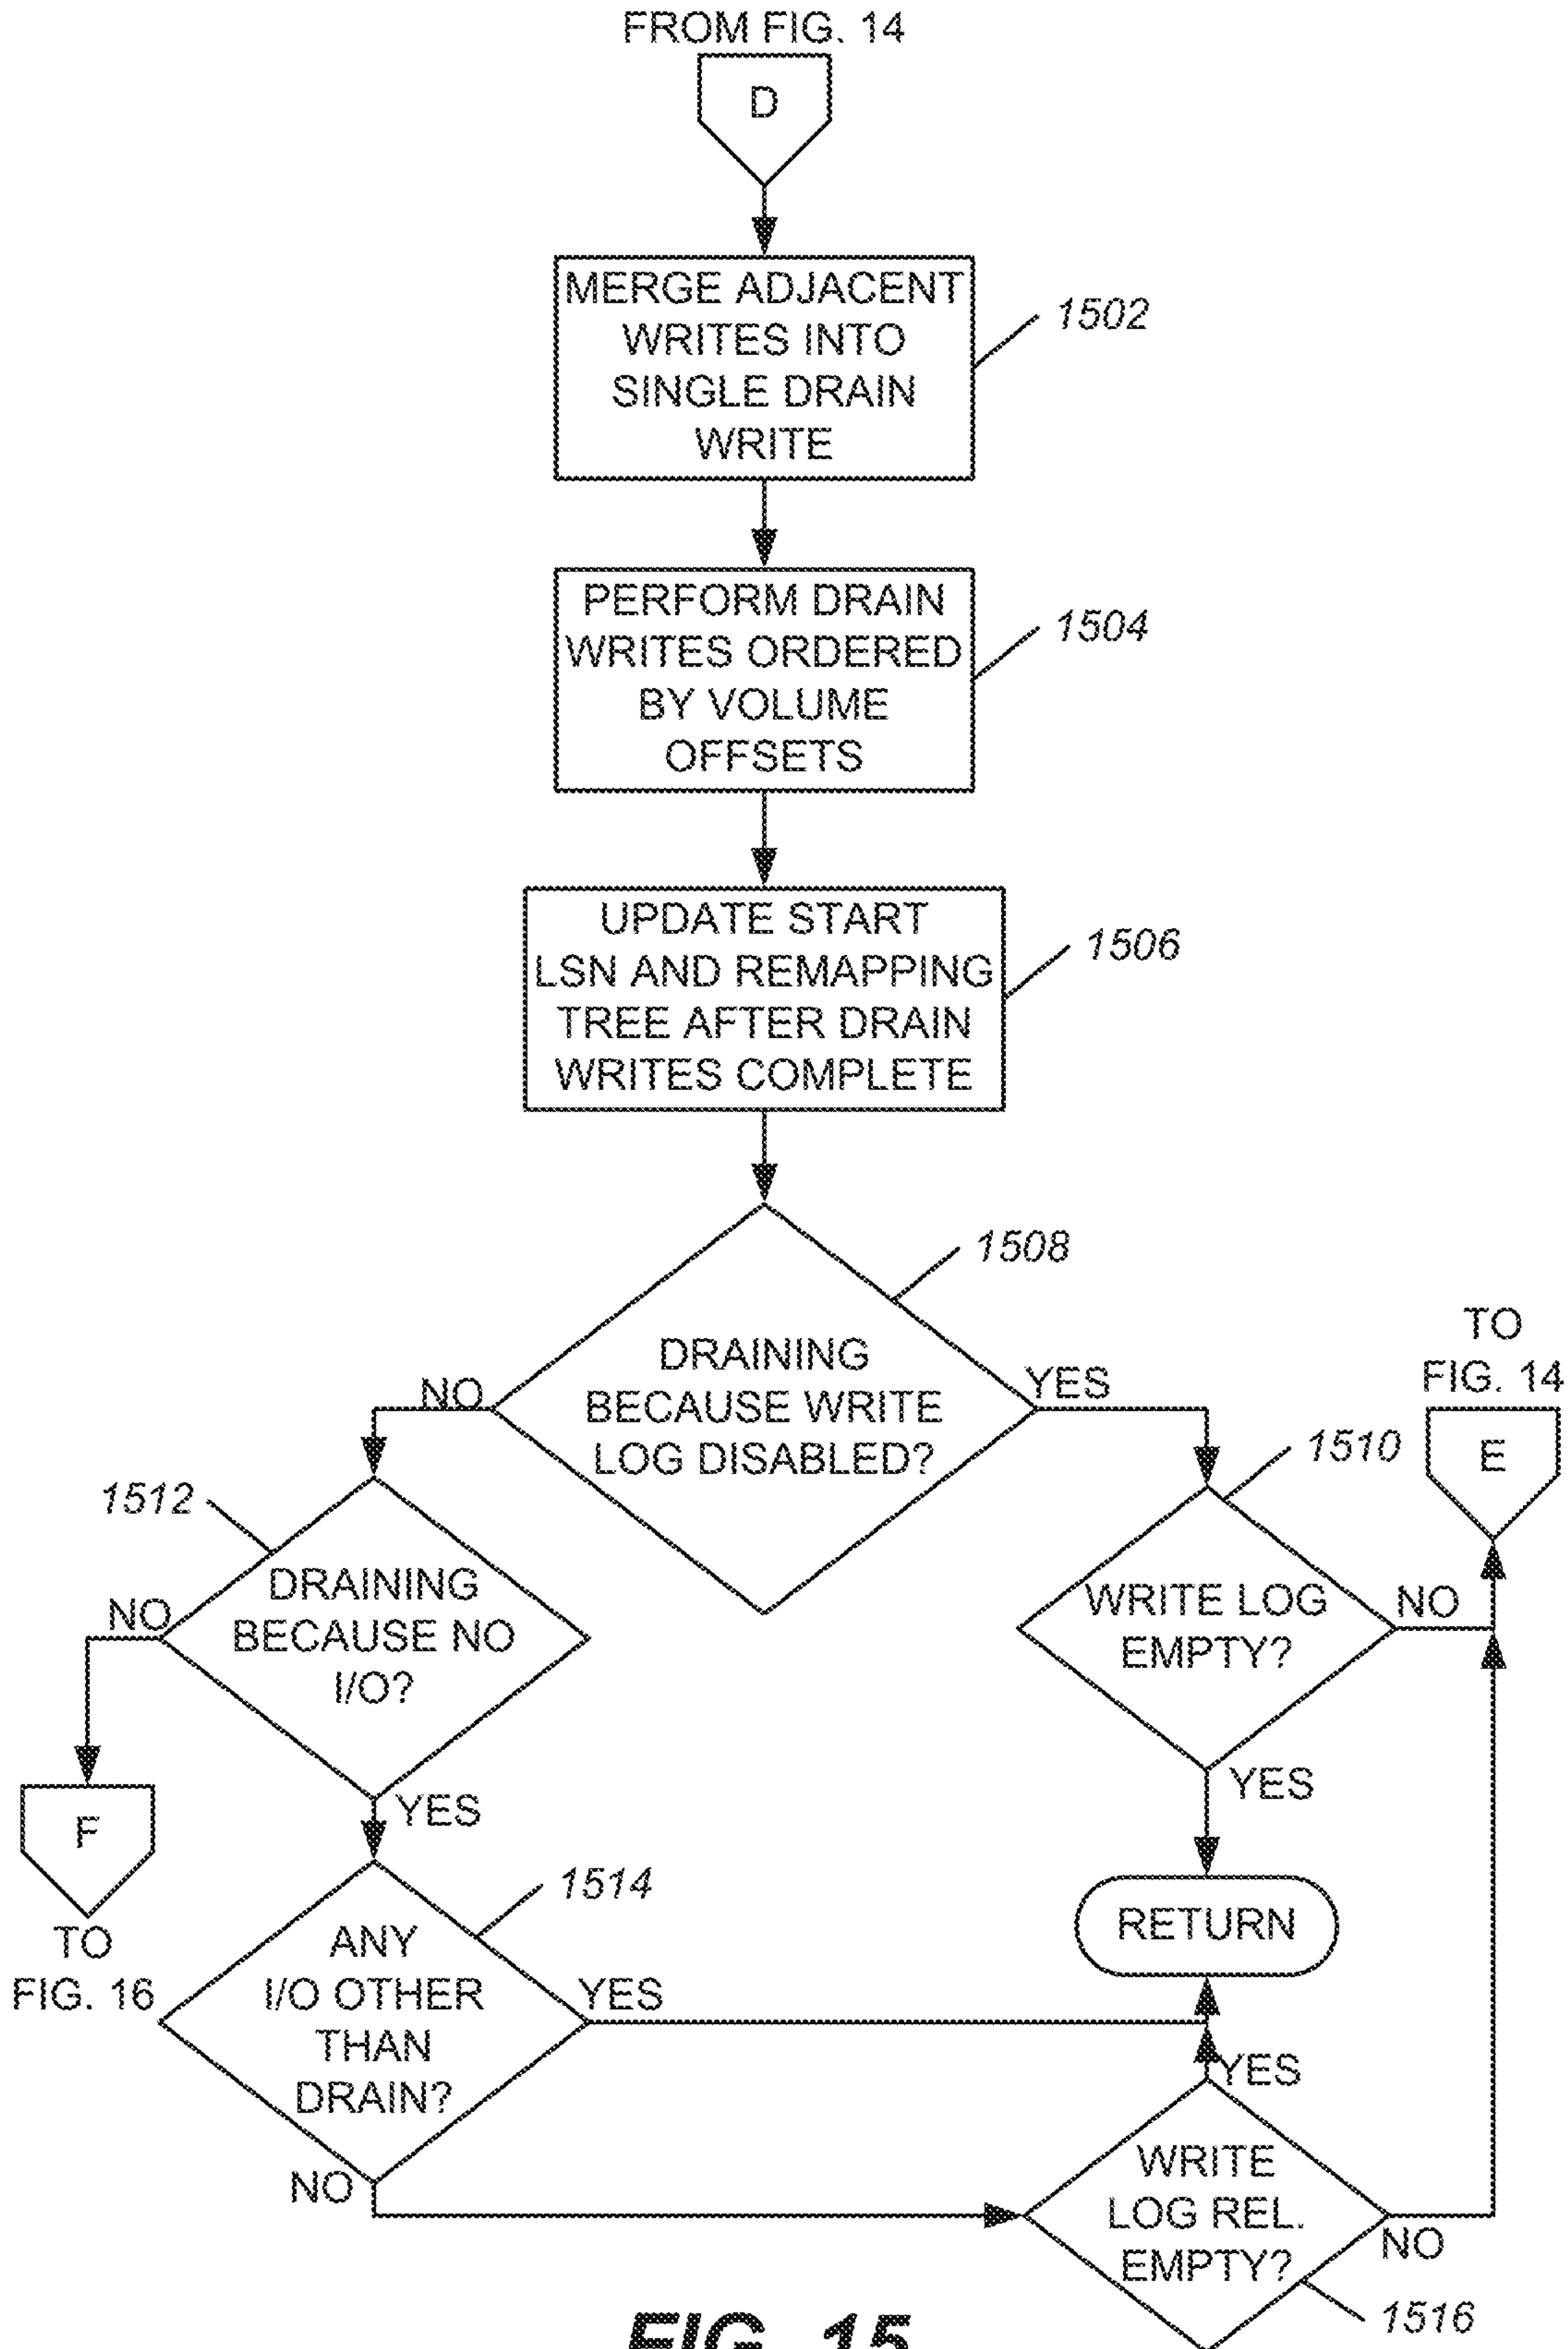 FROM FIG. 14
D
MERGE ADJACENT
WRITES INTO
SINGLE DRAIN
WRITE
1502
PERFORM DRAIN
WRITES ORDERED
BY VOLUME
OFFSETS
1504
UPDATE START
LSN AND REMAPPING
TREE AFTER DRAIN
WRITES COMPLETE
1506
1508
DRAINING
BECAUSE WRITE
LOG DISABLED?
NO
YES
TO
FIG. 14
E
1510
WRITE LOG
EMPTY?
NO
YES
1512
DRAINING
BECAUSE NO
I/O?
NO
YES
F
TO
FIG. 16
1514
ANY
I/O OTHER
THAN
DRAIN?
YES
NO
RETURN
YES
WRITE
LOG REL.
EMPTY?
NO
1516
FIG. 15